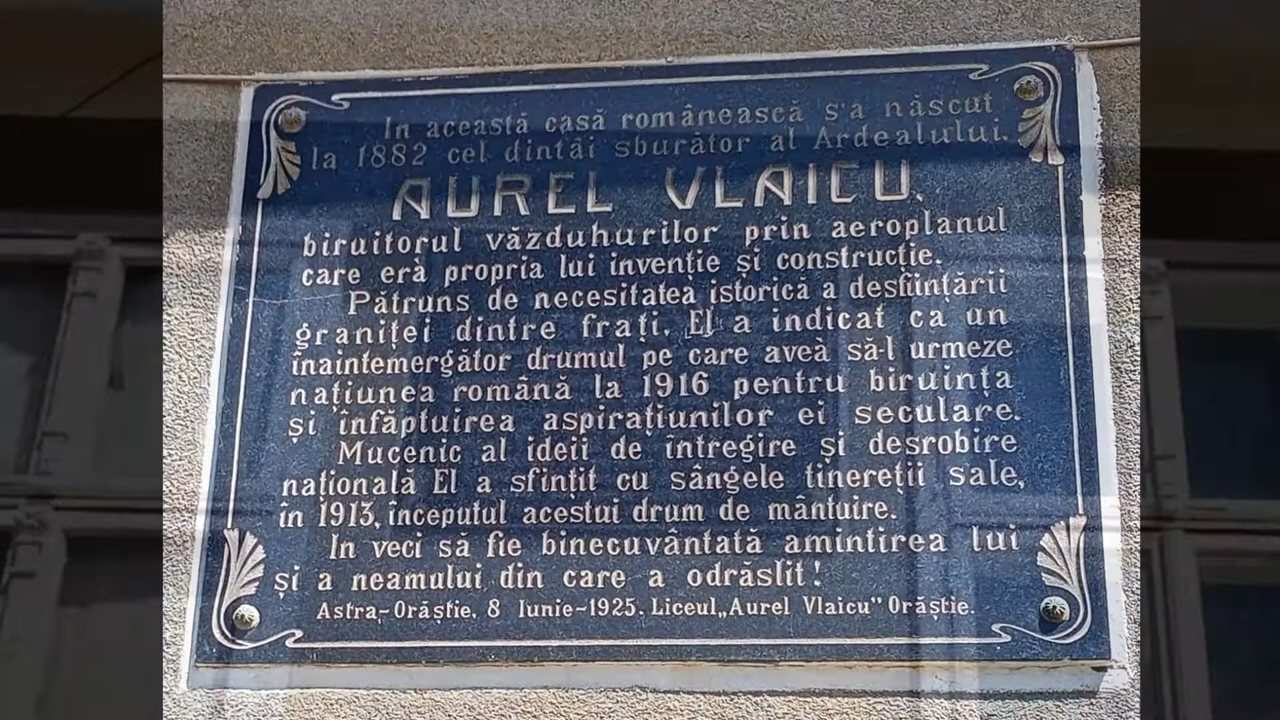 In această casă românească s'a născut
la 1882 cel dintâi sburător al Ardealului.
AUREL VLAICU,
biruitorul văzduhurilor prin aeroplanul
care erà propria lui invenție și construcție.
Pătruns de necesitatea istorică a desființării
graniței dintre frați. El a indicat ca un
înaintemergător drumul pe care aveà să-l urmeze
națiunea română la 1916 pentru biruința
și înfăptuirea aspirațiunilor ei seculare.
Mucenic al ideii de întregire și desrobire
națională El a sfințit cu sângele tinereții sale,
în 1913, începutul acestui drum de mântuire.
In veci să fie binecuvântată amintirea lui
și a neamului din care a odrăslit!
Astra-Orăștie, 8 Iunie-1925. Liceul „Aurel Vlaicu” Orăștie.